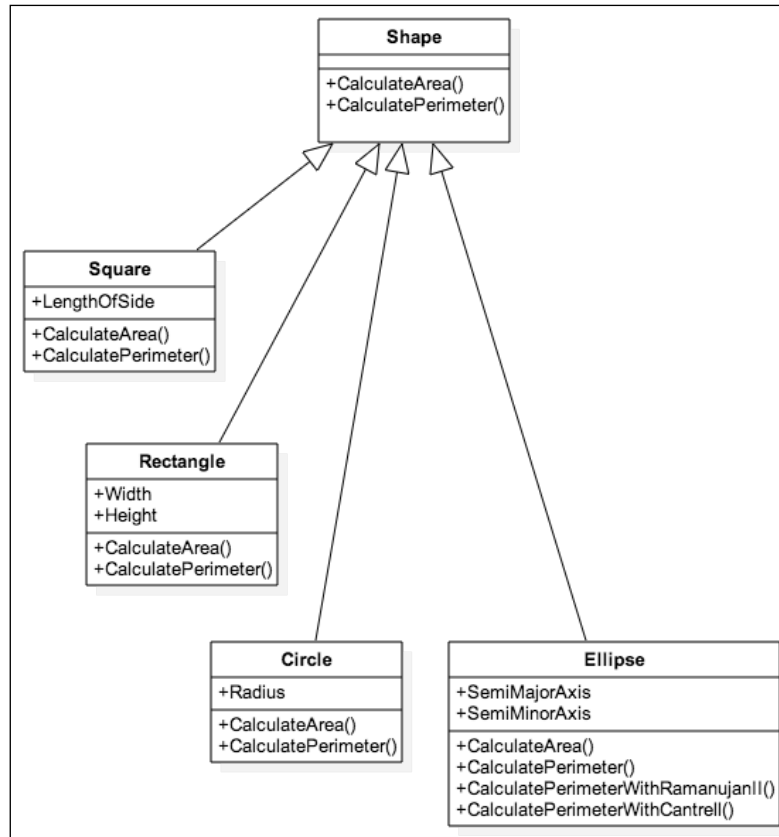 Shape
+CalculateArea()
+CalculatePerimeter()
Square
+LengthOfSide
+CalculateArea()
+CalculatePerimeter()
Rectangle
+Width
+Height
+CalculateArea()
+CalculatePerimeter()
Circle
+Radius
+CalculateArea()
+CalculatePerimeter()
Ellipse
+SemiMajorAxis
+SemiMinorAxis
+CalculateArea()
+CalculatePerimeter()
+CalculatePerimeterWithRamanujanII()
+CalculatePerimeterWithCantrell()